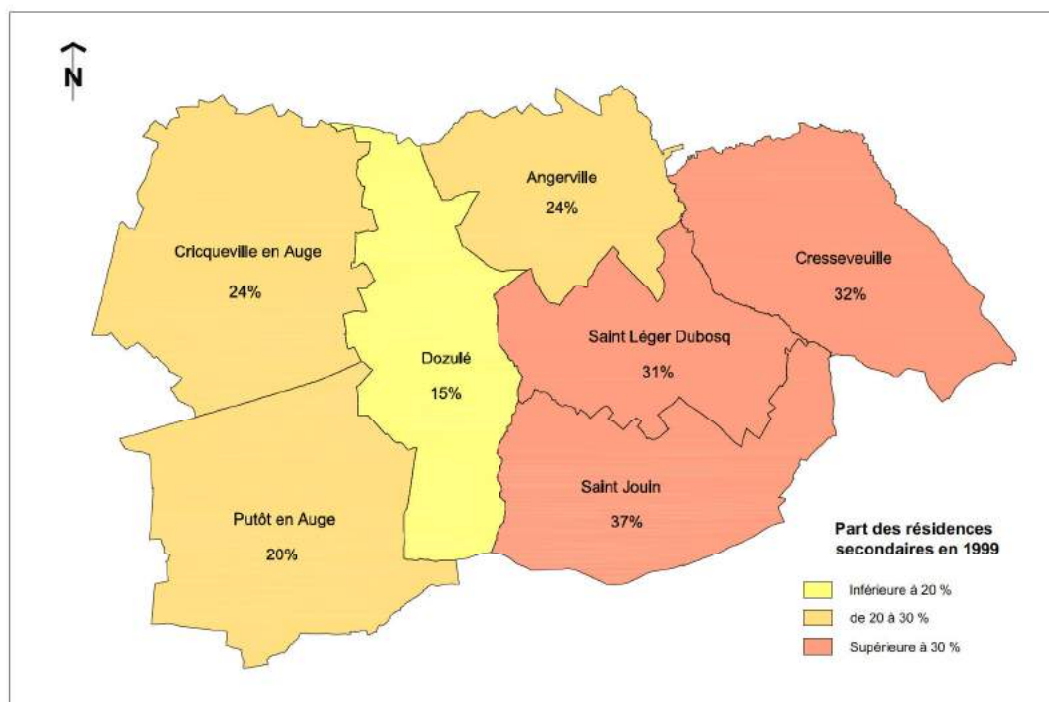 N
Angerville
24%
Cricqueville en Auge
24%
Cresseveuille
32%
Saint Léger Dubosq
31%
Dozulé
15%
Saint Jouin
37%
Putôt en Auge
20%
Part des résidences
secondaires en 1999
Inférieure à 20 %
de 20 à 30 %
Supérieure à 30 %